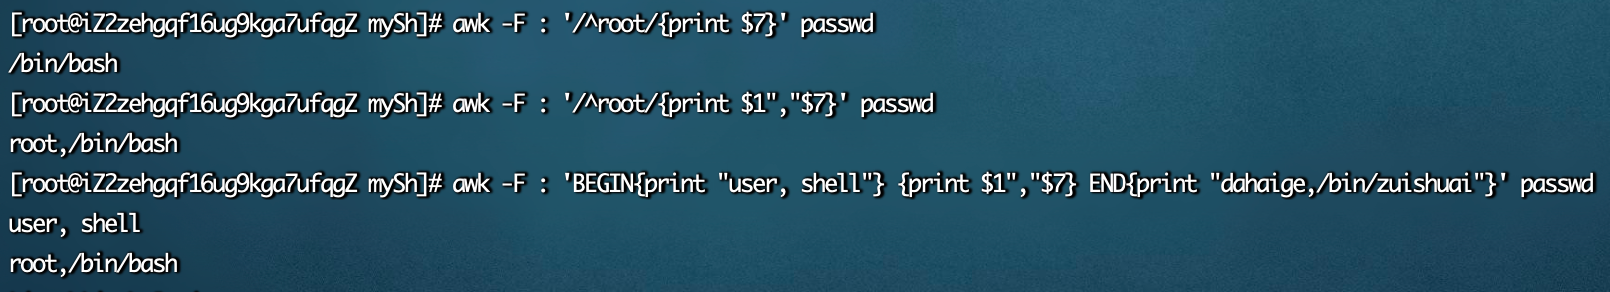 [root@iZ2zehgqf16ug9kga7ufqgZ mySh]# awk -F : '/^root/{print $7}' passwd
/bin/bash
[root@iZ2zehgqf16ug9kga7ufqgZ mySh]# awk -F : '/^root/{print $1","$7}' passwd
root,/bin/bash
[root@iZ2zehgqf16ug9kga7ufqgZ mySh]# awk -F : 'BEGIN{print "user, shell"} {print $1","$7} END{print "dahaige,/bin/zuishuai"}' passwd
user, shell
root,/bin/bash